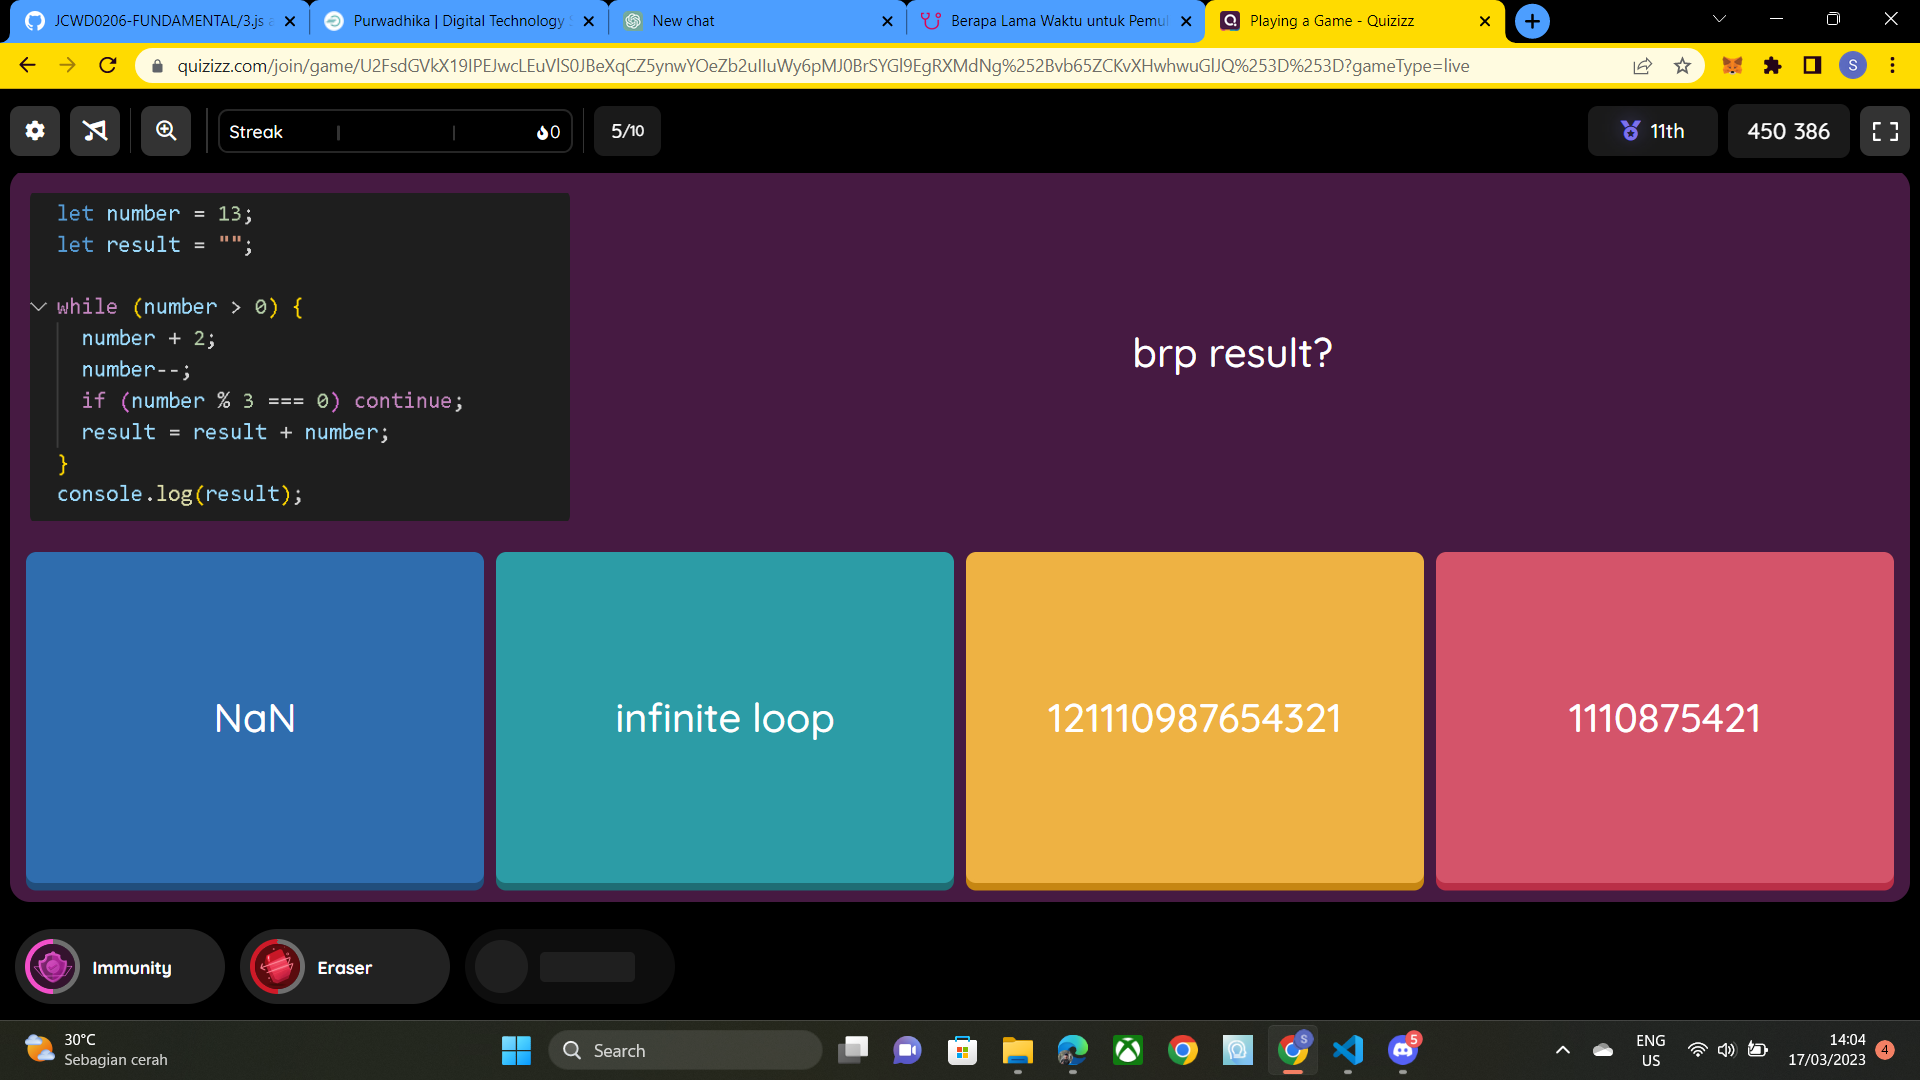 JCWD0206-FUNDAMENTAL/3.js a
Purwadhika | Digital Technology S
New chat
Berapa Lama Waktu untuk Pemul
Playing a Game - Quizizz
quizizz.com/join/game/U2FsdGVkX19IPEJwcLEuVlS0JBeXqCZ5ynwYOeZb2uIIuWy6pMJ0BrSYGl9EgRXMdNg%252Bvb65ZCKvXHwhwuGlJQ%253D%253D?gameType=live
S
Streak
0
5/10
11th
450 386
let number = 13;
let result = "";
while (number > 0) {
number + 2;
number--;
if (number % 3 === 0) continue;
result = result + number;
}
console.log(result);
brp result?
NaN
infinite loop
121110987654321
1110875421
Immunity
Eraser
30°C
Sebagian cerah
Search
S
5
ENG
US
14:04
17/03/2023
4